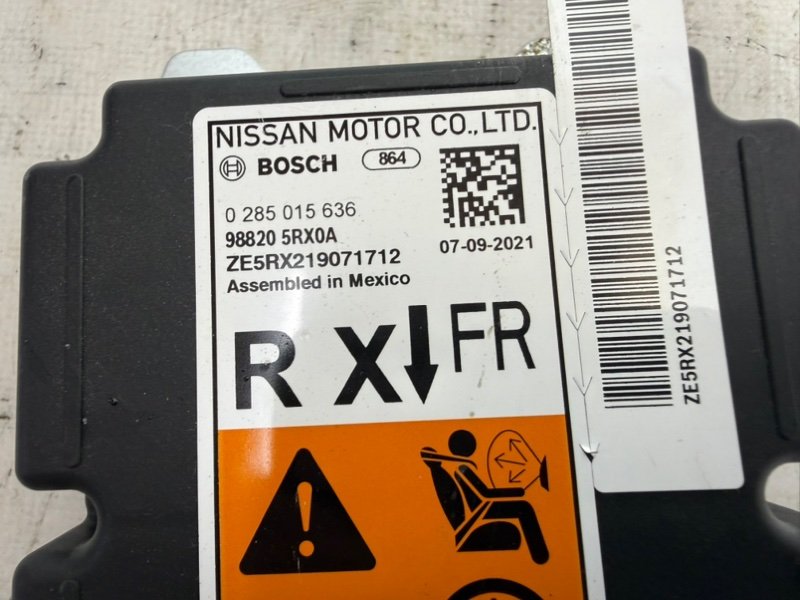 NISSAN MOTOR CO.,LTD.
BOSCH 864
0 285 015 636
98820 5RX0A
07-09-2021
ZE5RX219071712
Assembled in Mexico
R X FR
ZE5RX219071712